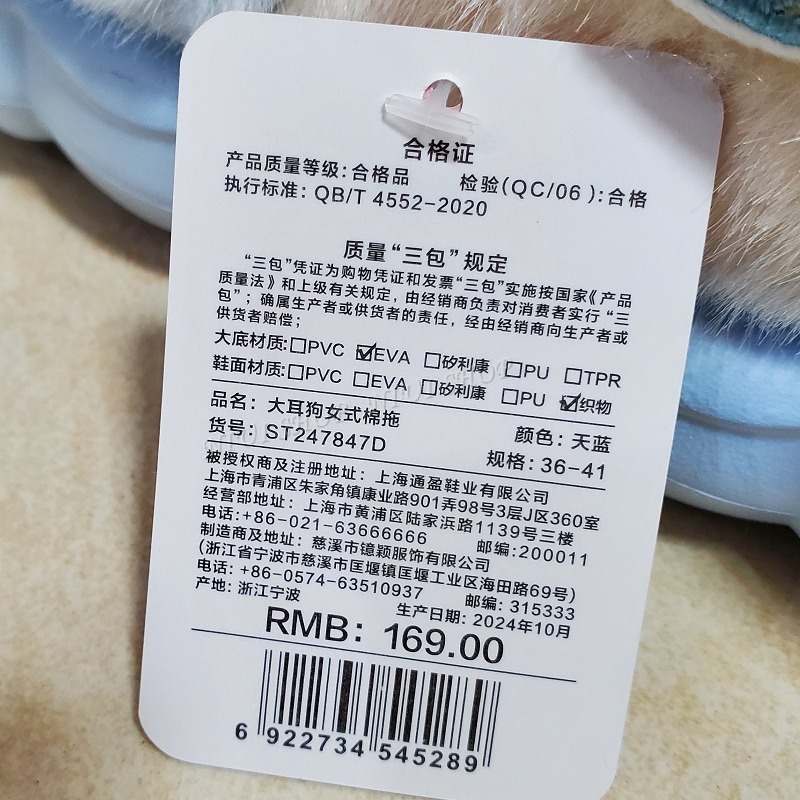 合格证
产品质量等级:合格品 检验(QC/06 ):合格
执行标准: QB/T 4552-2020
质量“三包”规定
“三包”凭证为购物凭证和发票“三包”实施按国家《产品
质量法》和上级有关规定，由经销商负责对消费者实行“三
包”；确属生产者或供货者的责任，经由经销商向生产者或
供货者赔偿；
大底材质:□PVC ☑EVA □矽利康 □PU □TPR
鞋面材质:□PVC □EVA □矽利康 □PU ☑织物
品名: 大耳狗女式棉拖 颜色: 天蓝
货号: ST247847D 规格: 36-41
被授权商及注册地址: 上海通盈鞋业有限公司
上海市青浦区朱家角镇康业路901弄98号3层J区360室
经营部地址: 上海市黄浦区陆家浜路1139号三楼
电话:+86-021-63666666 邮编:200011
制造商及地址: 慈溪市镱颖服饰有限公司
(浙江省宁波市慈溪市匡堰镇匡堰工业区海田路69号)
电话: +86-0574-63510937 邮编: 315333
产地: 浙江宁波 生产日期: 2024年10月
RMB: 169.00
6 922734 545289